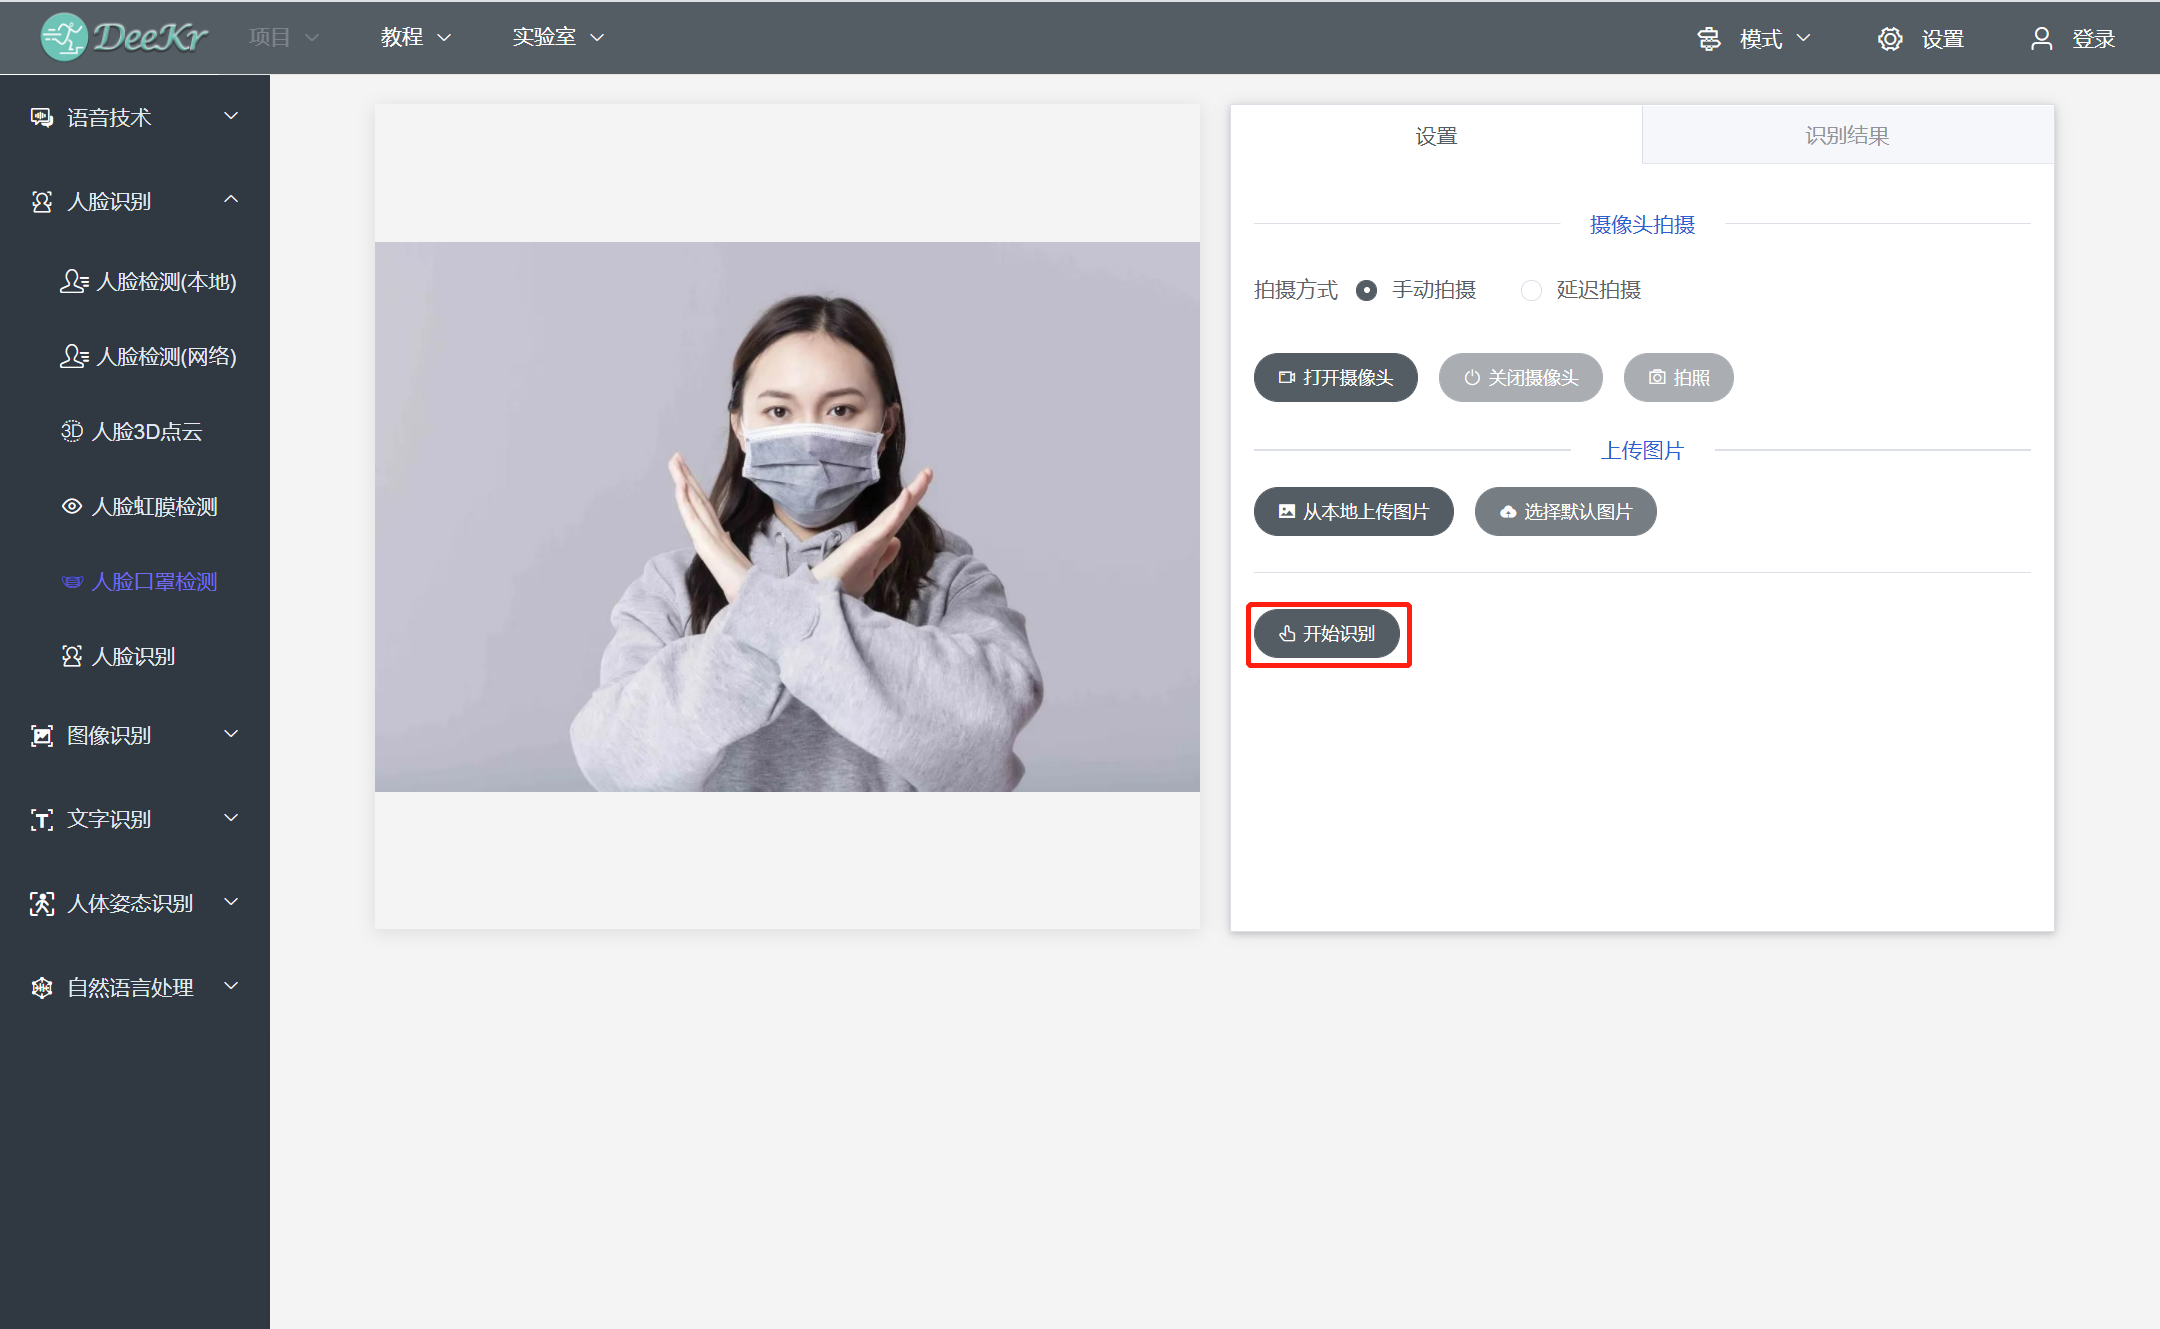 DeeKr 项目 教程 实验室 模式 设置 登录
语音技术
人脸识别
人脸检测(本地)
人脸检测(网络)
3D 人脸3D点云
人脸虹膜检测
人脸口罩检测
人脸识别
图像识别
T 文字识别
人体姿态识别
自然语言处理
设置 识别结果
摄像头拍摄
拍摄方式 手动拍摄 延迟拍摄
打开摄像头 关闭摄像头 拍照
上传图片
从本地上传图片 选择默认图片
开始识别